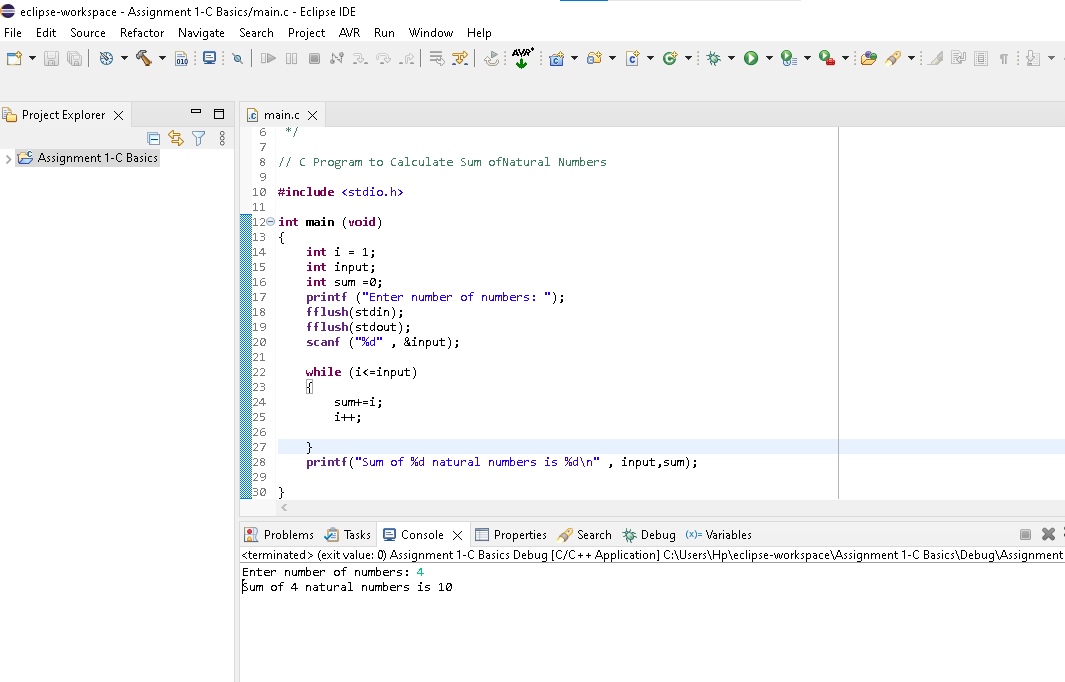 eclipse-workspace - Assignment 1-C Basics/main.c - Eclipse IDE
File Edit Source Refactor Navigate Search Project AVR Run Window Help
010 AVR
Project Explorer
main.c
Assignment 1-C Basics
6 */
7
8 // C Program to Calculate Sum ofNatural Numbers
9
10 #include <stdio.h>
11
12 int main (void)
13 {
14 int i = 1;
15 int input;
16 int sum =0;
17 printf ("Enter number of numbers: ");
18 fflush(stdin);
19 fflush(stdout);
20 scanf ("%d" , &input);
21
22 while (i<=input)
23 {
24 sum+=i;
25 i++;
26
27 }
28 printf("Sum of %d natural numbers is %d\n" , input,sum);
29
30 }
Problems Tasks Console Properties Search Debug (x)= Variables
<terminated> (exit value: 0) Assignment 1-C Basics Debug [C/C++ Application] C:\Users\Hp\eclipse-workspace\Assignment 1-C Basics\Debug\Assignment
Enter number of numbers: 4
Sum of 4 natural numbers is 10